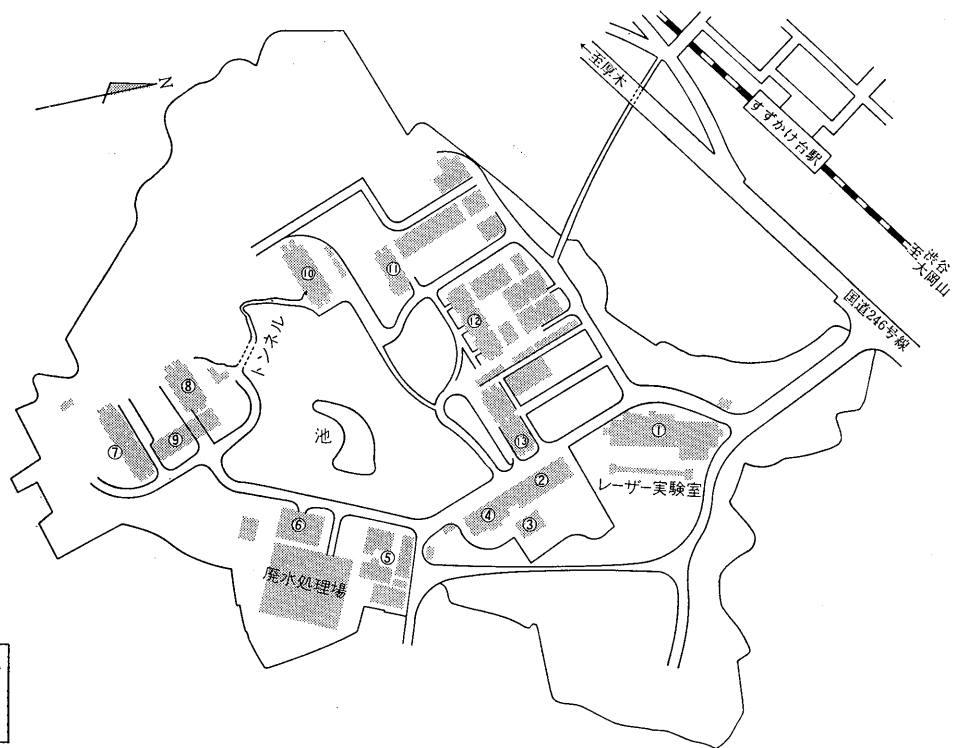 N
←至厚木
すずかけ台駅
至渋谷
大岡山
国道246号線
⑩
⑪
⑫
トンネル
⑧
⑦
⑨
池
⑬
①
レーザー実験室
②
④
③
⑥
⑤
廃水処理場